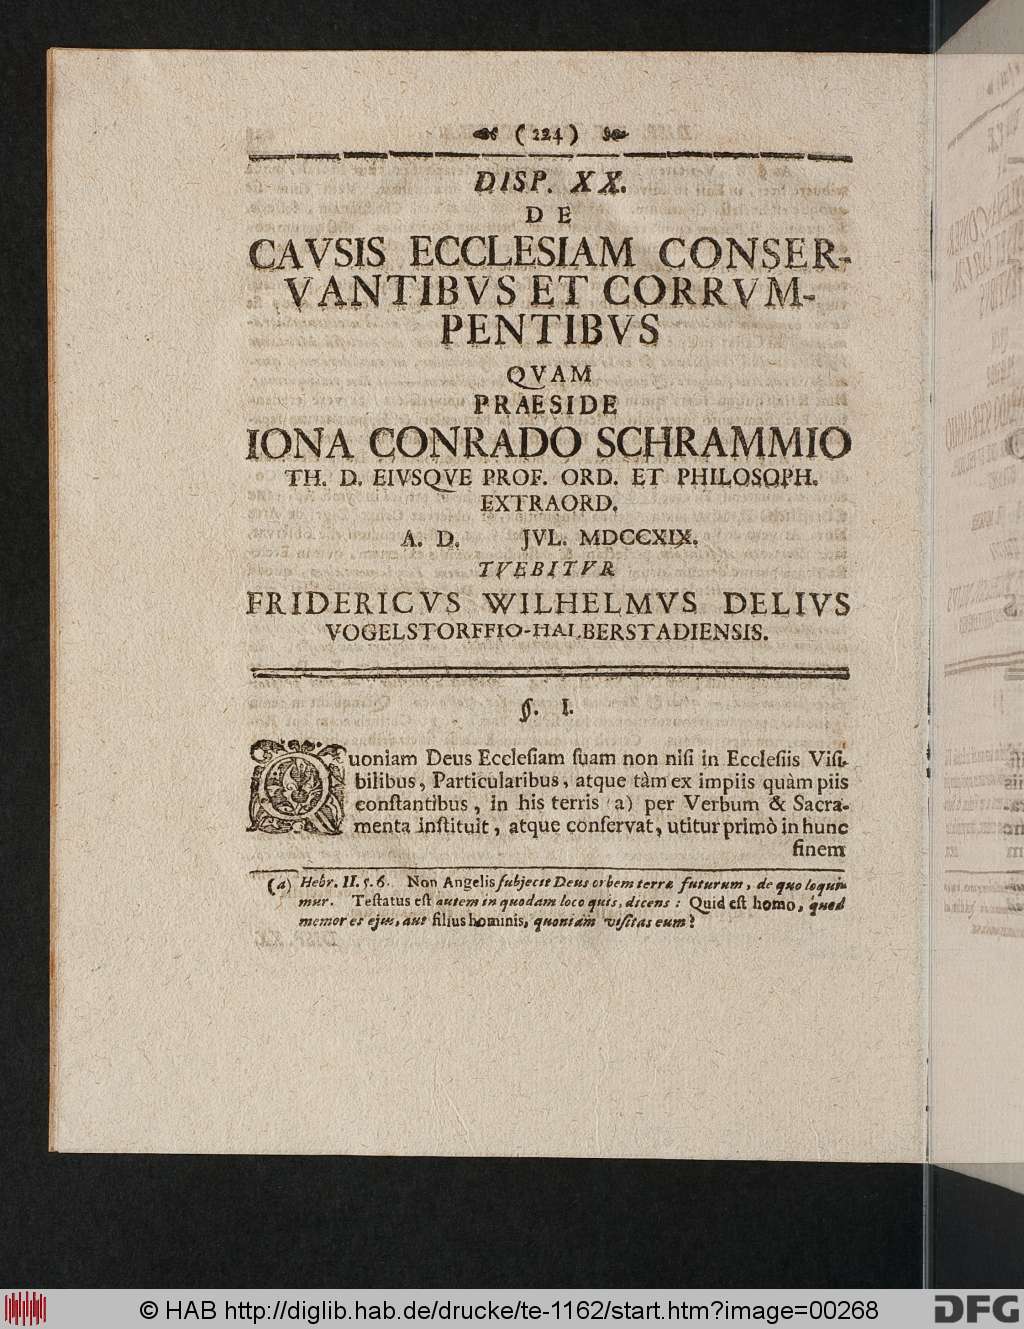 (224)
DISP. XX.
DE
CAVSIS ECCLESIAM CONSER-
VANTIBVS ET CORRVM-
PENTIBVS
QVAM
PRAESIDE
IONA CONRADO SCHRAMMIO
TH. D. EIVSQVE PROF. ORD. ET PHILOSOPH.
EXTRAORD.
A. D. JVL. MDCCXIX.
TVEBITVR
FRIDERICVS WILHELMVS DELIVS
VOGELSTORFFIO-HALBERSTADIENSIS.
§. I.
Quoniam Deus Ecclesiam suam non nisi in Ecclesiis Visi-
bilibus, Particularibus, atque tàm ex impiis quàm piis
constantibus, in his terris (a) per Verbum & Sacra-
menta instituit, atque conservat, utitur primò in hunc
finem
(a) Hebr. II. 5. 6. Non Angelis subjecit Deus orbem terræ futurum, de quo loqui-
mur. Testatus est autem in quodam loco quis, dicens: Quid est homo, quod
memor es ejus, aut filius hominis, quoniam visitas eum?
© HAB http://diglib.hab.de/drucke/te-1162/start.htm?image=00268
DFG